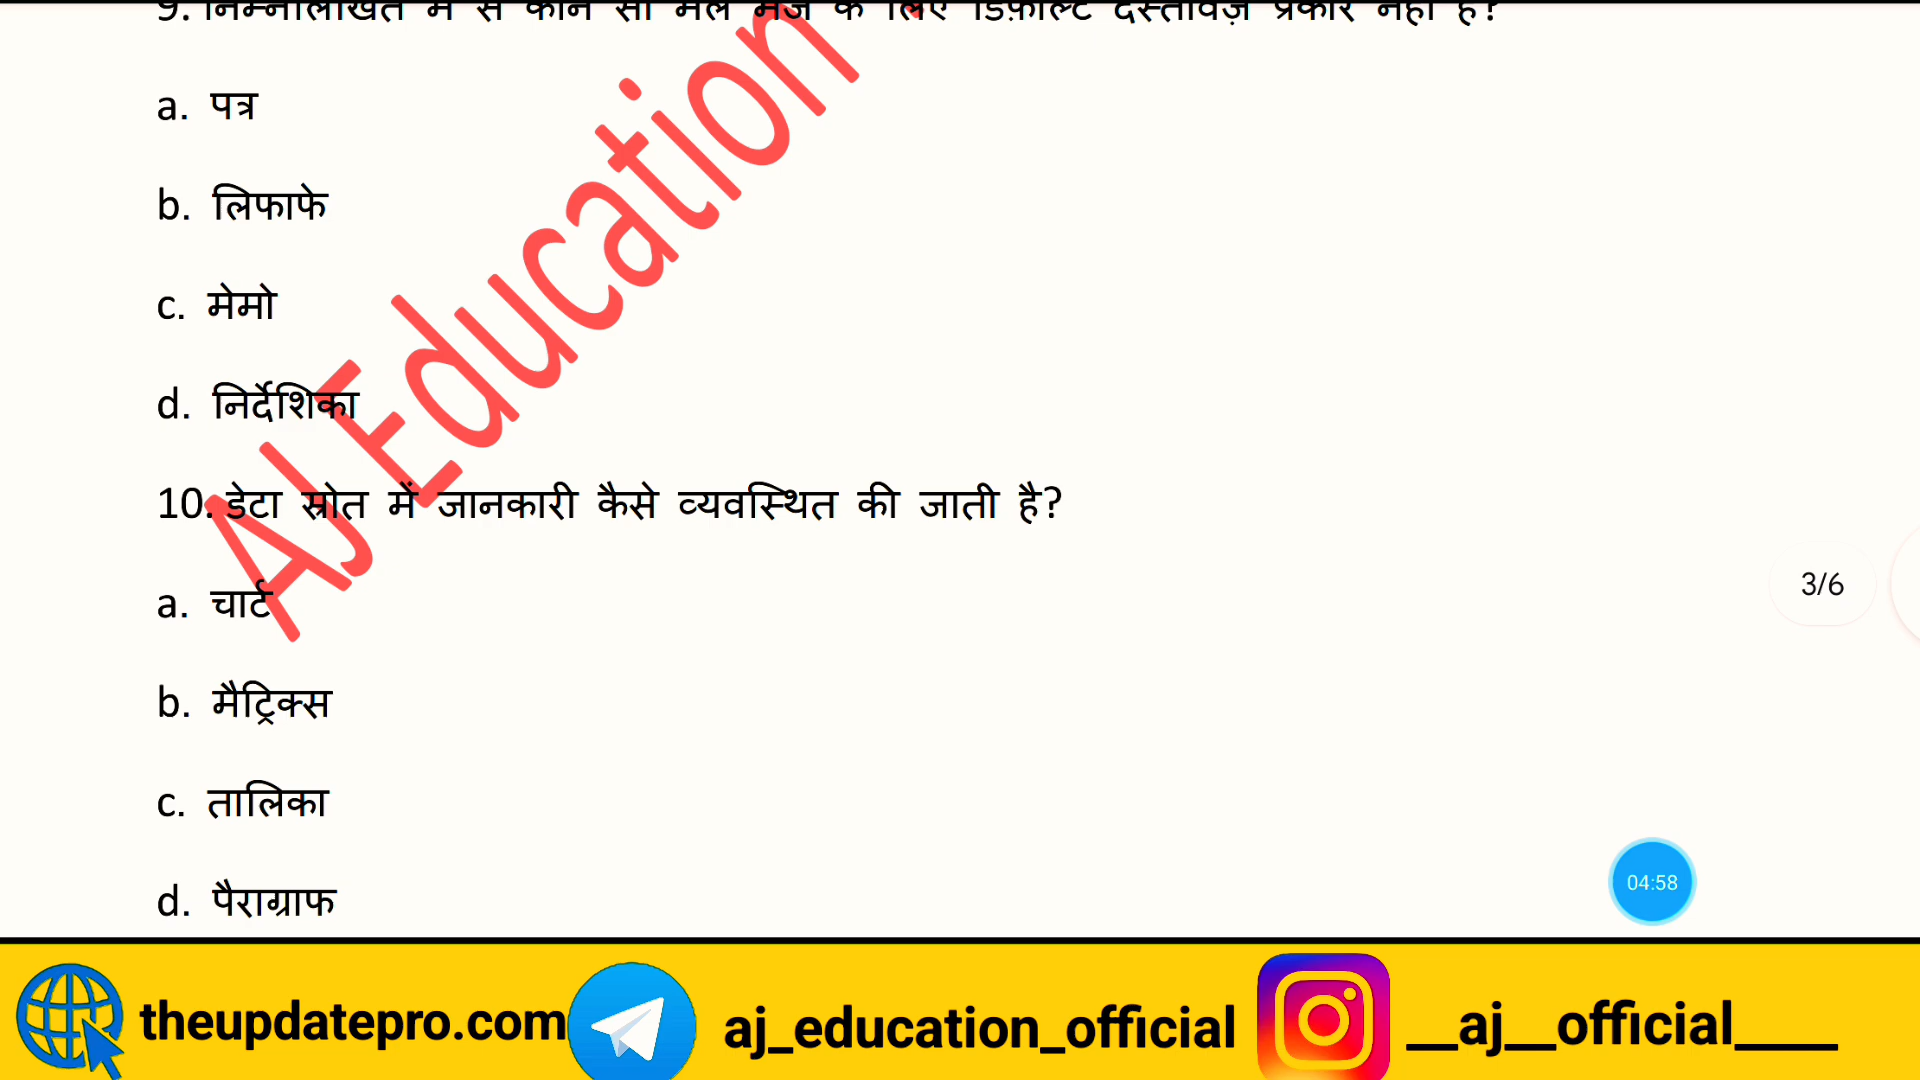 9. निम्नलिखित में से कौन सा मेल मर्ज के लिए डिफ़ॉल्ट दस्तावेज़ प्रकार नहीं है?
a. पत्र
b. लिफाफे
c. मेमो
d. निर्देशिका
10. डेटा स्रोत में जानकारी कैसे व्यवस्थित की जाती है?
a. चार्ट
b. मैट्रिक्स
c. तालिका
d. पैराग्राफ
AJ Education
3/6
04:58
theupdatepro.com
aj_education_official
__aj__official____